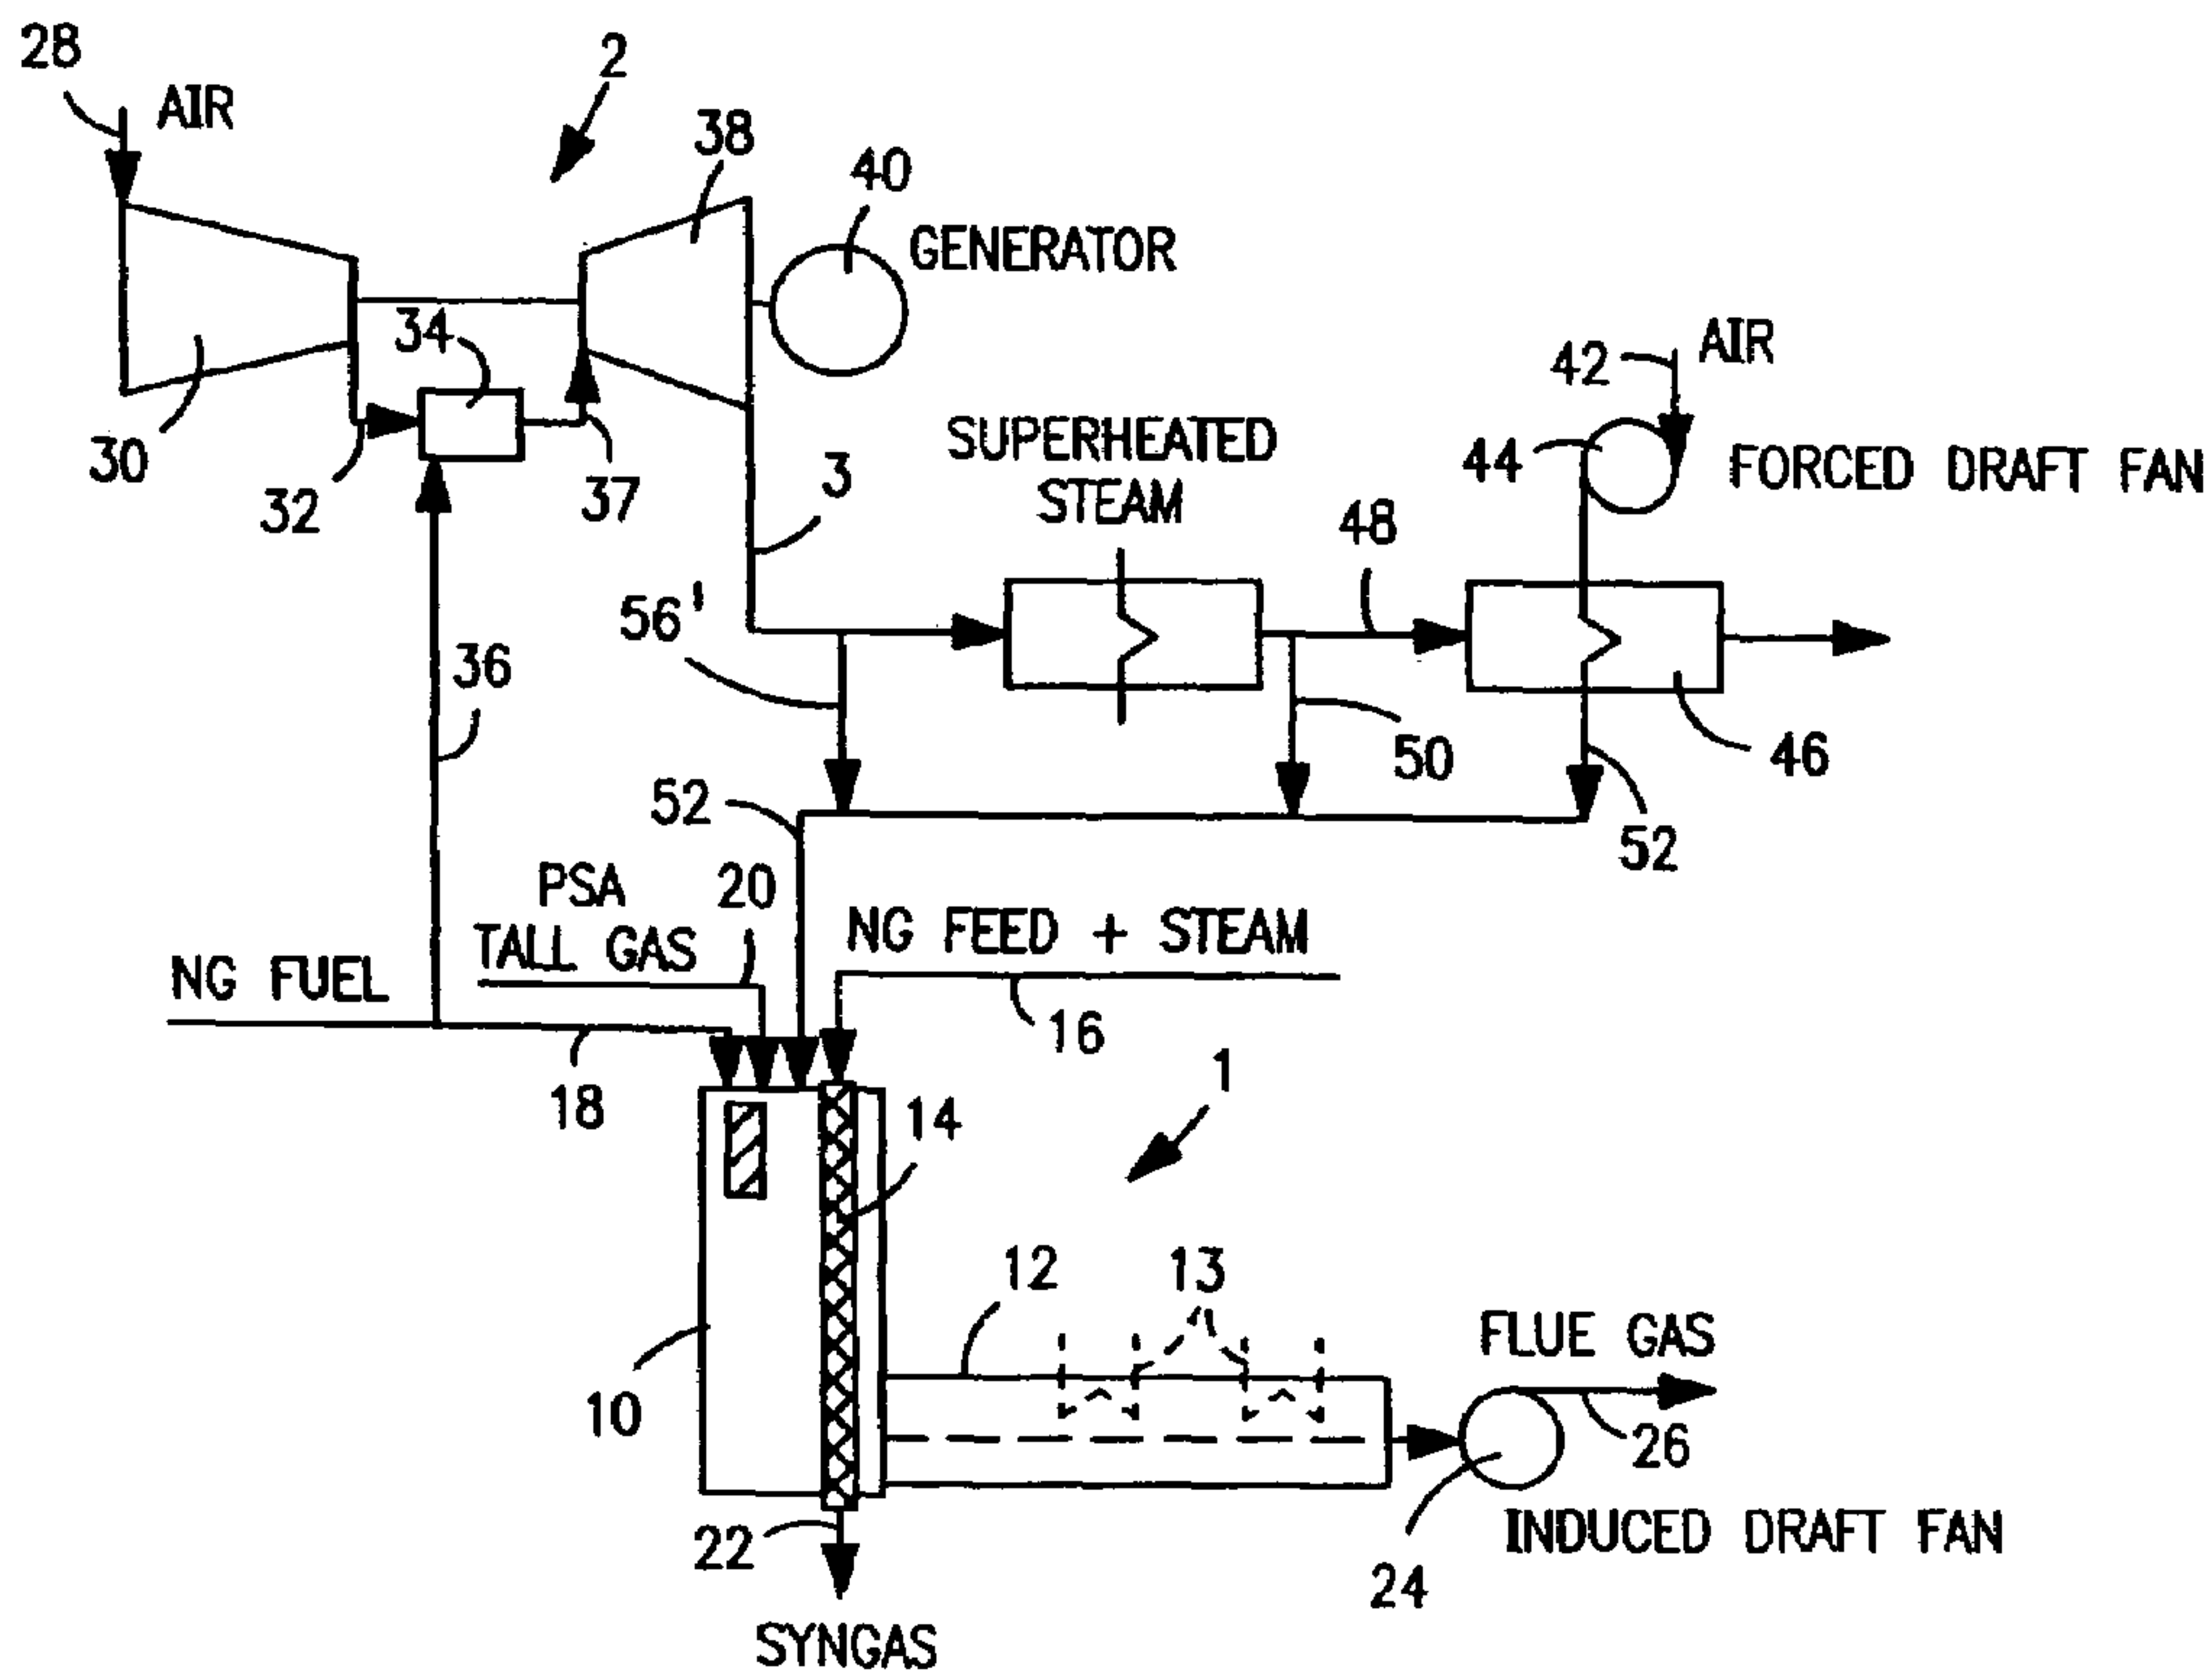 28
AIR
2
38
40
GENERATOR
34
42
AIR
30
32
37
3
SUPERHEATED
STEAM
44
FORCED DRAFT FAN
48
56'
36
50
46
52
52
PSA
TALL GAS
20
NG FEED + STEAM
NG FUEL
16
18
1
14
12
13
10
FLUE GAS
26
22
INDUCED DRAFT FAN
24
SYNGAS